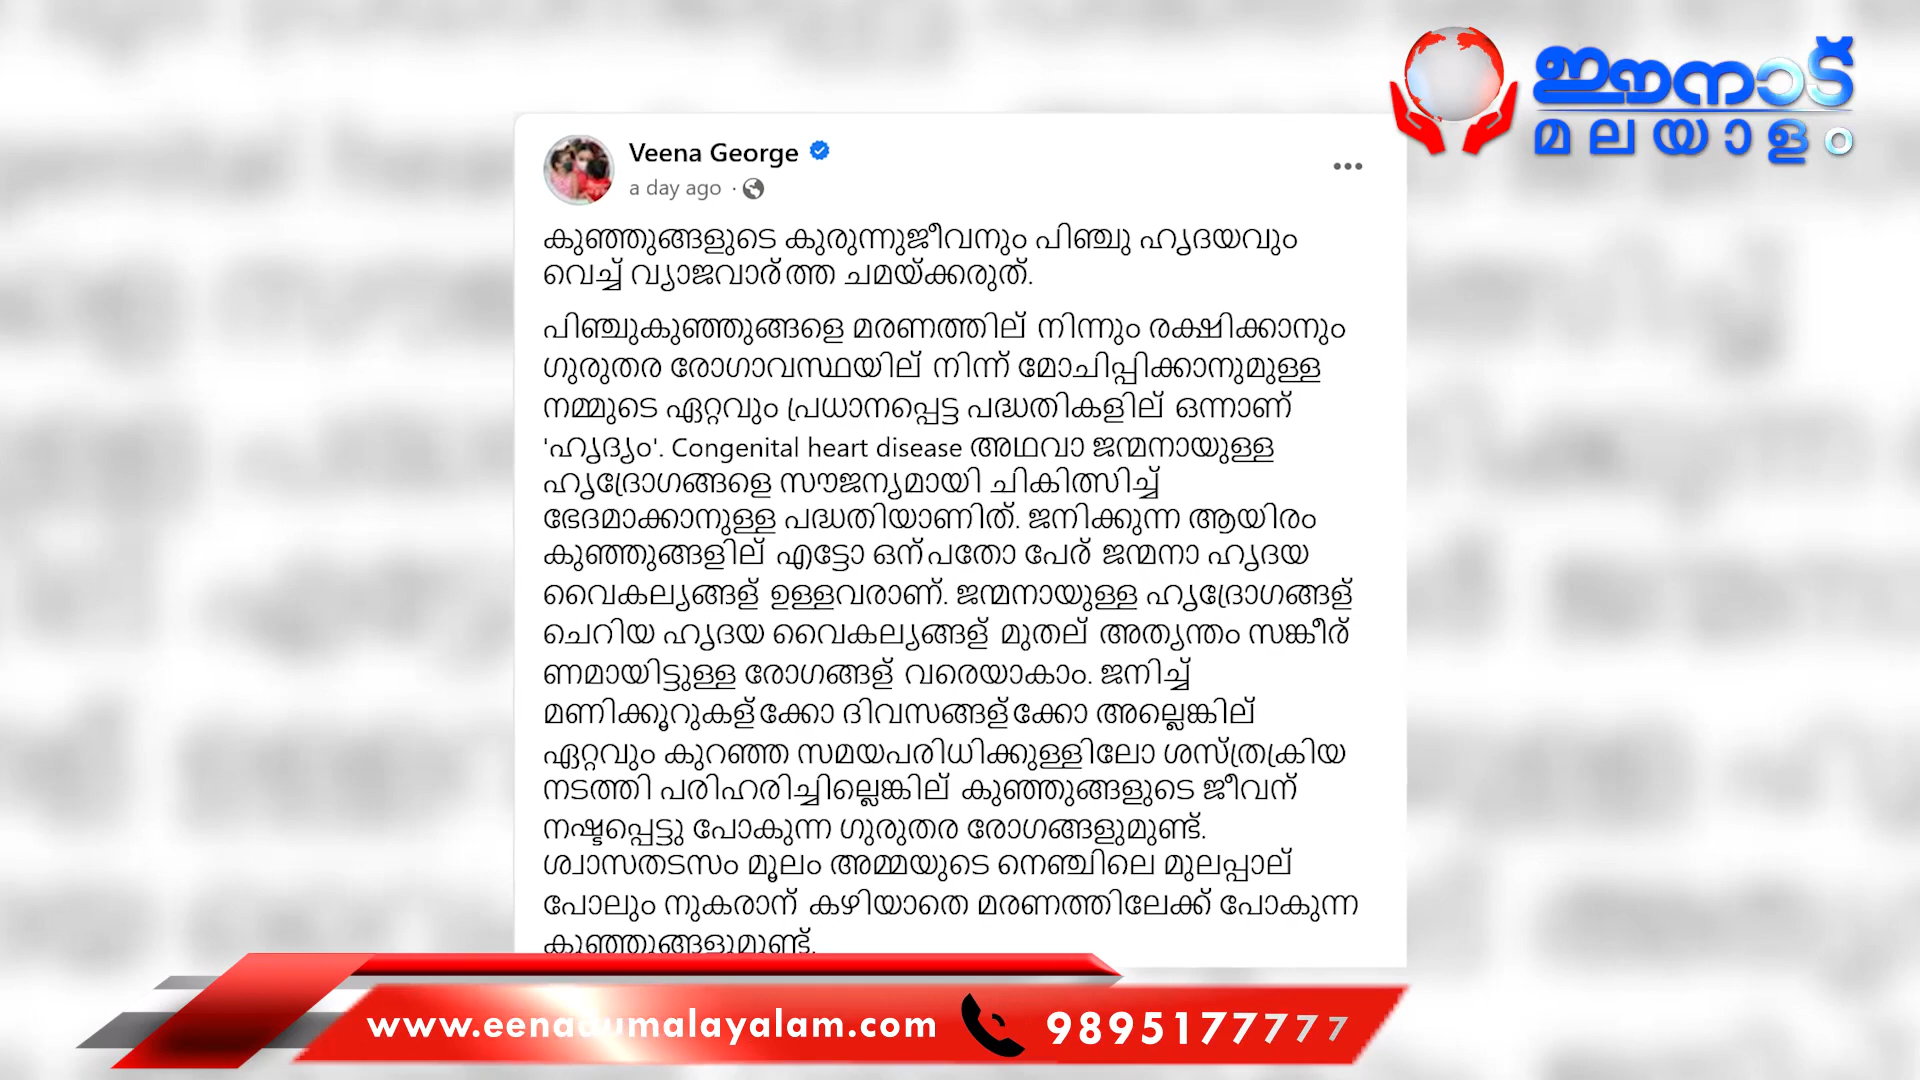 ഈനാട്
മലയാളം
Veena George
a day ago ·
കുഞ്ഞുങ്ങളുടെ കുരുന്നുജീവനും പിഞ്ചു ഹൃദയവും
വെച്ച് വ്യാജവാര്‍ത്ത ചമയ്ക്കരുത്.
പിഞ്ചുകുഞ്ഞുങ്ങളെ മരണത്തില് നിന്നും രക്ഷിക്കാനും
ഗുരുതര രോഗാവസ്ഥയില് നിന്ന് മോചിപ്പിക്കാനുമുള്ള
നമ്മുടെ ഏറ്റവും പ്രധാനപ്പെട്ട പദ്ധതികളില് ഒന്നാണ്
'ഹൃദ്യം'. Congenital heart disease അഥവാ ജന്മനായുള്ള
ഹൃദ്രോഗങ്ങളെ സൗജന്യമായി ചികിത്സിച്ച്
ഭേദമാക്കാനുള്ള പദ്ധതിയാണിത്. ജനിക്കുന്ന ആയിരം
കുഞ്ഞുങ്ങളില് എട്ടോ ഒന്‍പതോ പേര് ജന്മനാ ഹൃദയ
വൈകല്യങ്ങള് ഉള്ളവരാണ്. ജന്മനായുള്ള ഹൃദ്രോഗങ്ങള്
ചെറിയ ഹൃദയ വൈകല്യങ്ങള് മുതല് അത്യന്തം സങ്കീര്
ണമായിട്ടുള്ള രോഗങ്ങള് വരെയാകാം. ജനിച്ച്
മണിക്കൂറുകള്‍ക്കോ ദിവസങ്ങള്‍ക്കോ അല്ലെങ്കില്
ഏറ്റവും കുറഞ്ഞ സമയപരിധിക്കുള്ളിലോ ശസ്ത്രക്രിയ
നടത്തി പരിഹരിച്ചില്ലെങ്കില് കുഞ്ഞുങ്ങളുടെ ജീവന്
നഷ്ടപ്പെട്ടു പോകുന്ന ഗുരുതര രോഗങ്ങളുമുണ്ട്.
ശ്വാസതടസം മൂലം അമ്മയുടെ നെഞ്ചിലെ മുലപ്പാല്
പോലും നുകരാന് കഴിയാതെ മരണത്തിലേക്ക് പോകുന്ന
കുഞ്ഞുങ്ങളുമുണ്ട്.
www.eenadumalayalam.com 9895177777